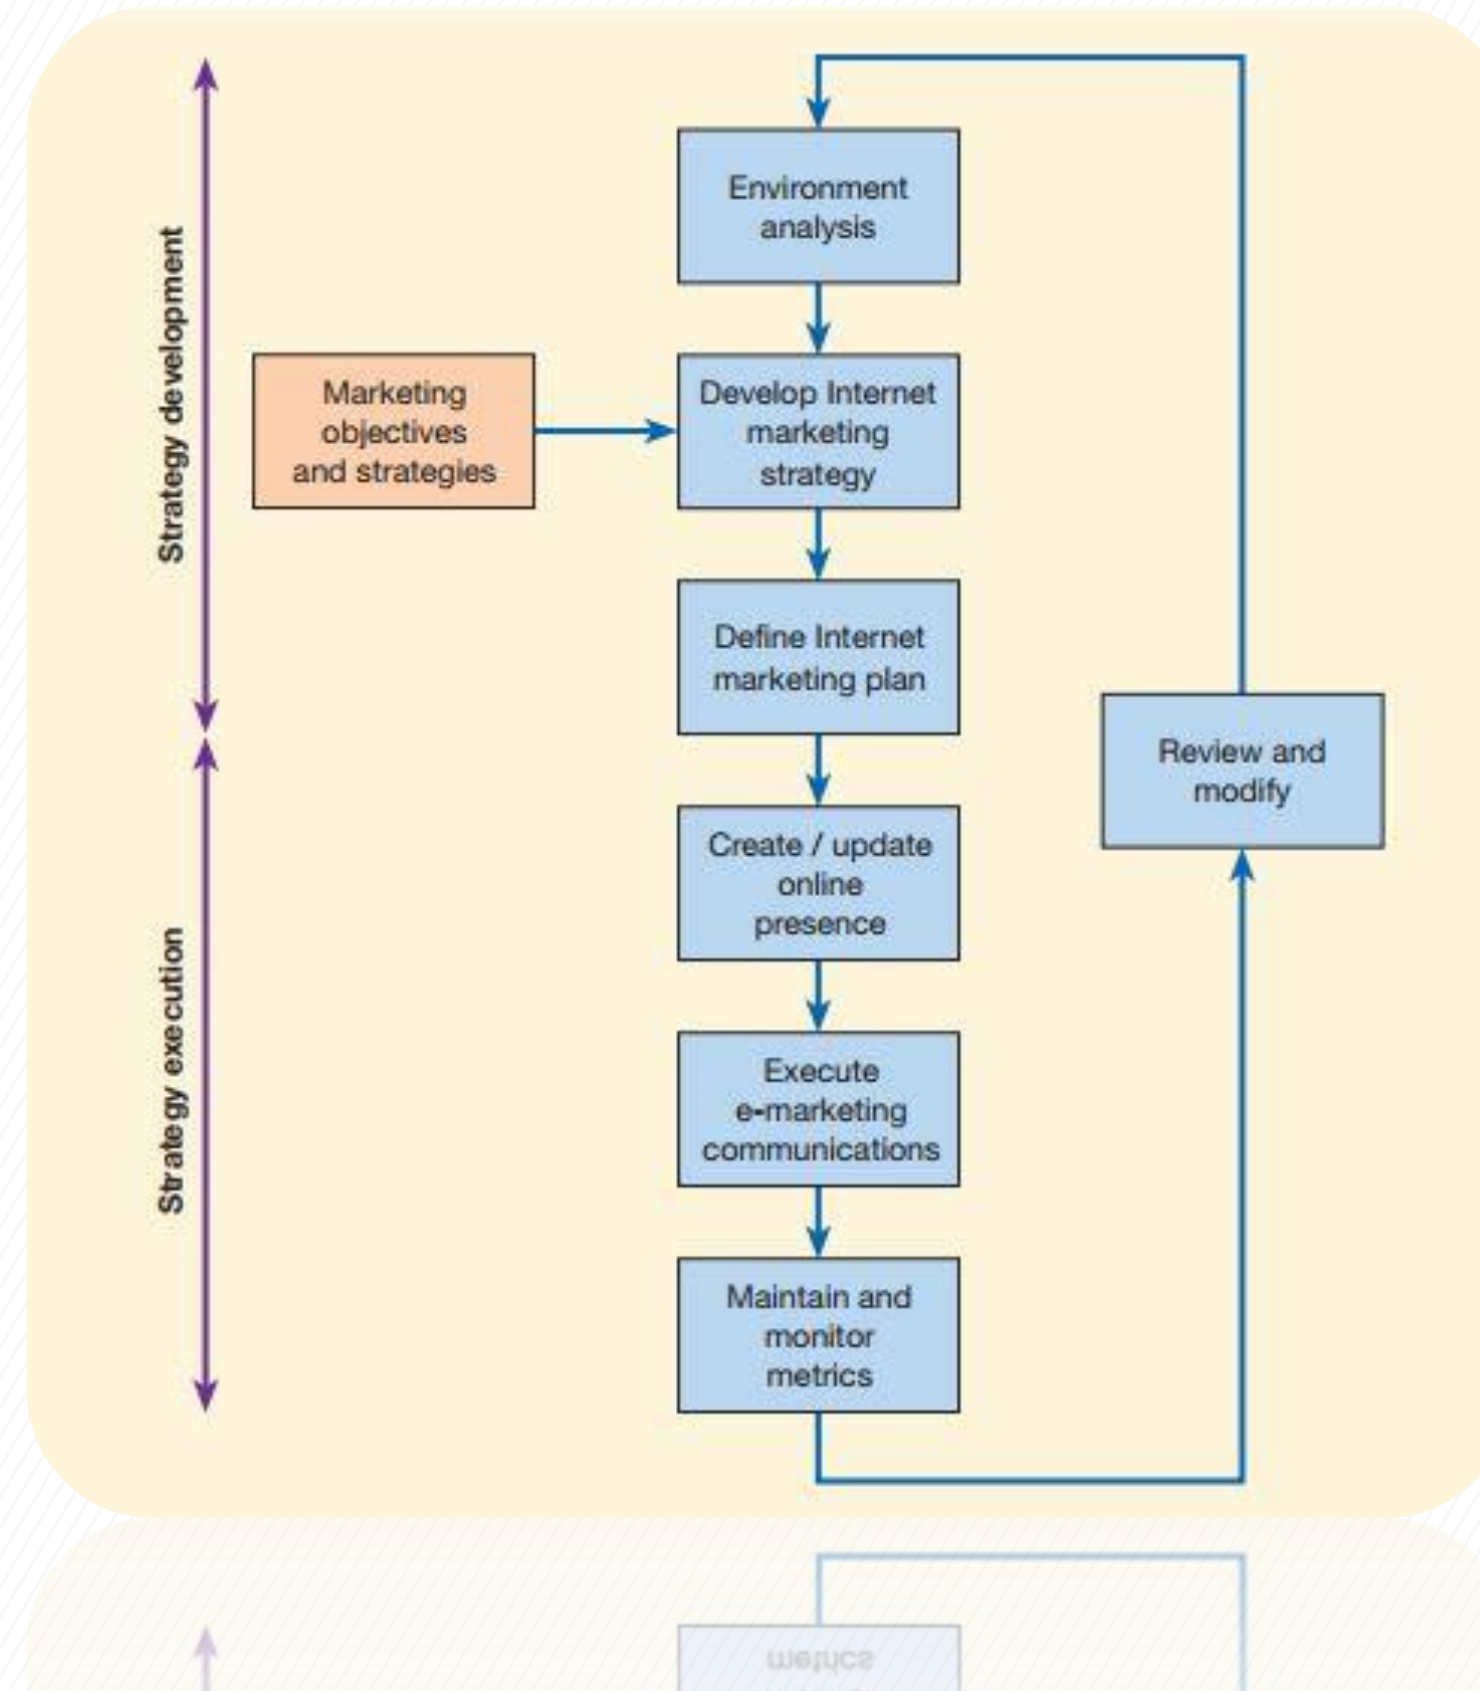 Strategy development
Environment
analysis
Marketing
objectives
and strategies
Develop Internet
marketing
strategy
Define Internet
marketing plan
Review and
modify
Strategy execution
Create / update
online
presence
Execute
e-marketing
communications
Maintain and
monitor
metrics
metrics